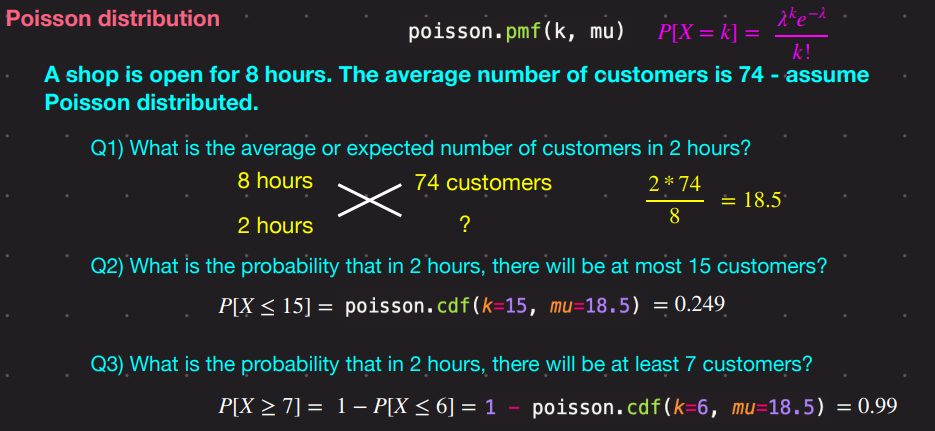 Poisson distribution
poisson.pmf(k, mu) P[X = k] = λ^k e^−λ / k!
A shop is open for 8 hours. The average number of customers is 74 - assume
Poisson distributed.
Q1) What is the average or expected number of customers in 2 hours?
8 hours 74 customers 2 * 74 / 8 = 18.5
2 hours ?
Q2) What is the probability that in 2 hours, there will be at most 15 customers?
P[X ≤ 15] = poisson.cdf(k=15, mu=18.5) = 0.249
Q3) What is the probability that in 2 hours, there will be at least 7 customers?
P[X ≥ 7] = 1 − P[X ≤ 6] = 1 - poisson.cdf(k=6, mu=18.5) = 0.99